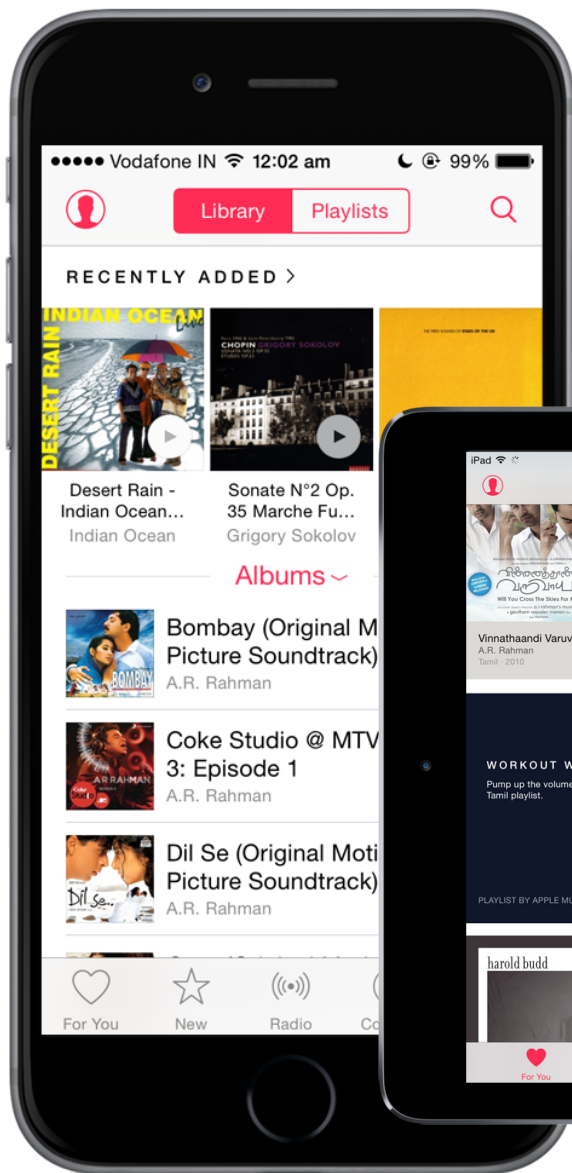 Vodafone IN 12:02 am 99%
Library Playlists
RECENTLY ADDED >
INDIAN OCEAN
Live
DESERT RAIN
CHOPIN GRIGORY SOKOLOV
Desert Rain -
Indian Ocean...
Indian Ocean
Sonate N°2 Op.
35 Marche Fu...
Grigory Sokolov
Albums
BOMBAY
Bombay (Original M
Picture Soundtrack)
A.R. Rahman
AR RAHMAN
Coke Studio @ MTV
3: Episode 1
A.R. Rahman
Dil Se..
Dil Se (Original Moti
Picture Soundtrack)
A.R. Rahman
For You New Radio Co
iPad
Will You Cross The Skies For
Vinnathaandi Varuv
A.R. Rahman
Tamil · 2010
WORKOUT W
Pump up the volume
Tamil playlist.
PLAYLIST BY APPLE MU
harold budd
For You